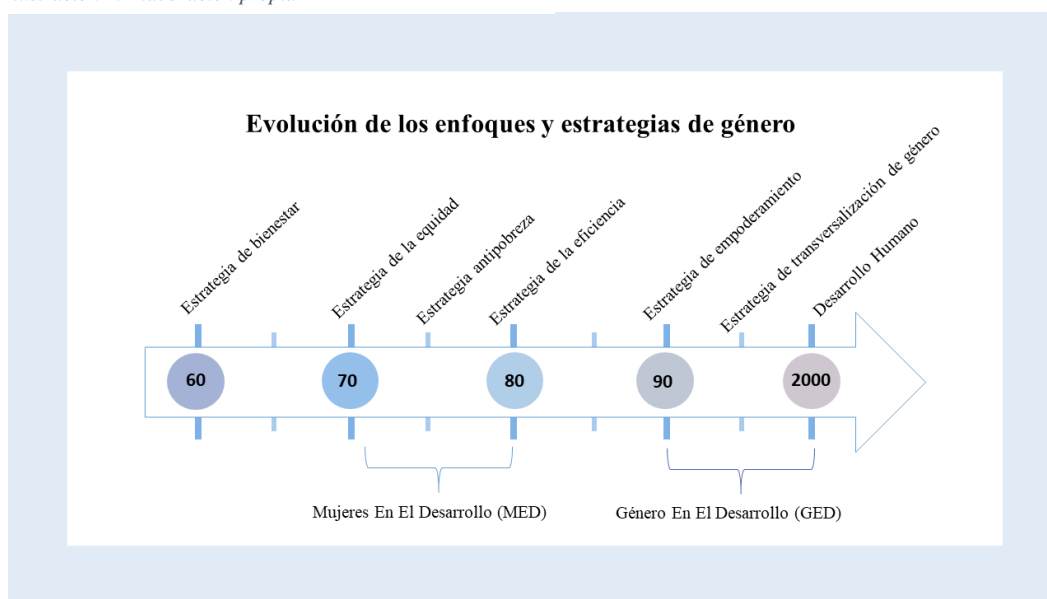 Evolución de los enfoques y estrategias de género
Estrategia de bienestar
Estrategia de la equidad
Estrategia antipobreza
Estrategia de la eficiencia
Estrategia de empoderamiento
Estrategia de transversalización de género
Desarrollo Humano
60
70
80
90
2000
Mujeres En El Desarrollo (MED)
Género En El Desarrollo (GED)